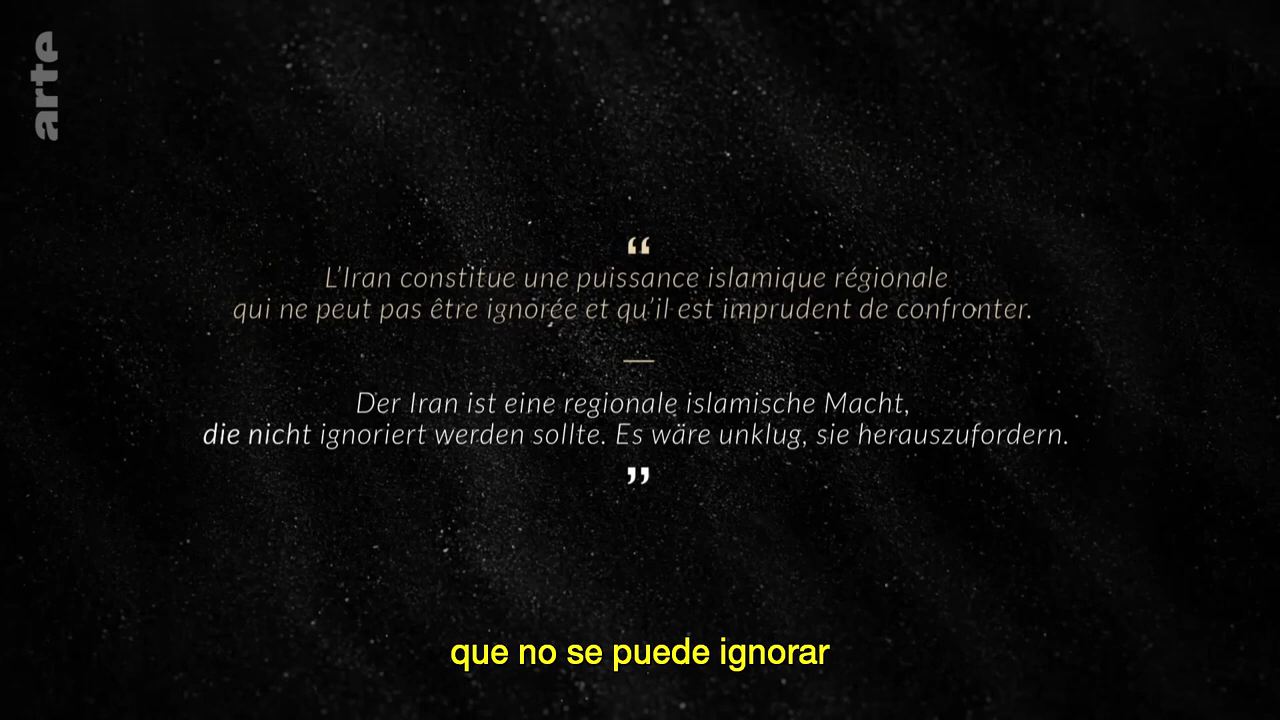 arte
“
L’Iran constitue une puissance islamique régionale
qui ne peut pas être ignorée et qu’il est imprudent de confronter.
—
Der Iran ist eine regionale islamische Macht,
die nicht ignoriert werden sollte. Es wäre unklug, sie herauszufordern.
”
que no se puede ignorar